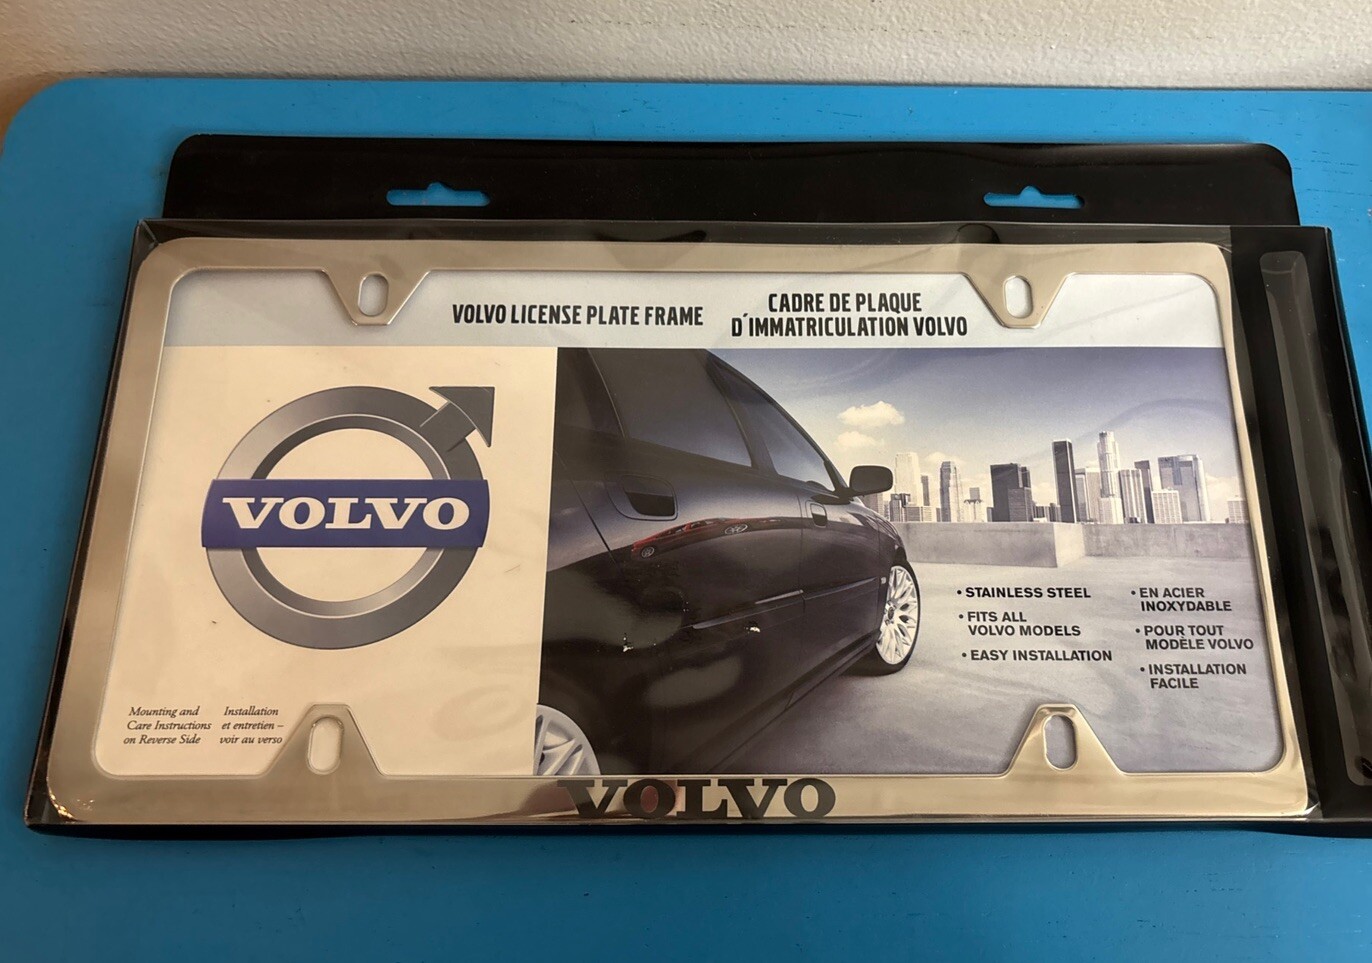 VOLVO LICENSE PLATE FRAME
CADRE DE PLAQUE
D´IMMATRICULATION VOLVO
VOLVO
• STAINLESS STEEL
• FITS ALL
VOLVO MODELS
• EASY INSTALLATION
• EN ACIER
INOXYDABLE
• POUR TOUT
MODÈLE VOLVO
• INSTALLATION
FACILE
Mounting and
Care Instructions
on Reverse Side
Installation
et entretien –
voir au verso
VOLVO